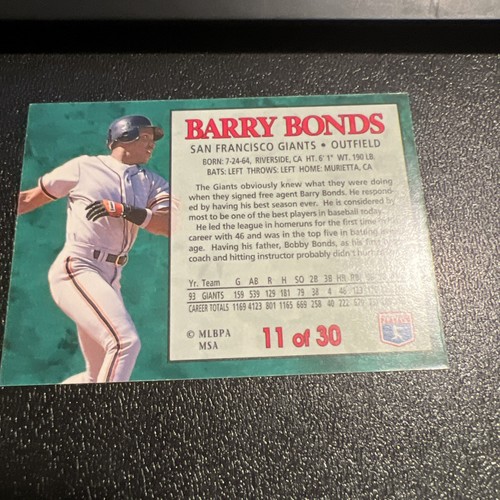 BARRY BONDS
SAN FRANCISCO GIANTS • OUTFIELD
BORN: 7-24-64, RIVERSIDE, CA HT. 6' 1" WT. 190 LB.
BATS: LEFT THROWS: LEFT HOME: MURIETTA, CA
The Giants obviously knew what they were doing
when they signed free agent Barry Bonds. He respond-
ed by having his best season ever. He is considered by
most to be one of the best players in baseball today.
He led the league in homeruns for the first time
career with 46 and was in the top five in batting
age. Having his father, Bobby Bonds, as his first
coach and hitting instructor probably didn't hurt
Yr. Team G AB R H SO 2B 3B HR RBI
93 GIANTS 159 539 129 181 79 38 4 46 123
CAREER TOTALS 1169 4123 801 1165 669 258 40 222
© MLBPA
MSA
11 of 30